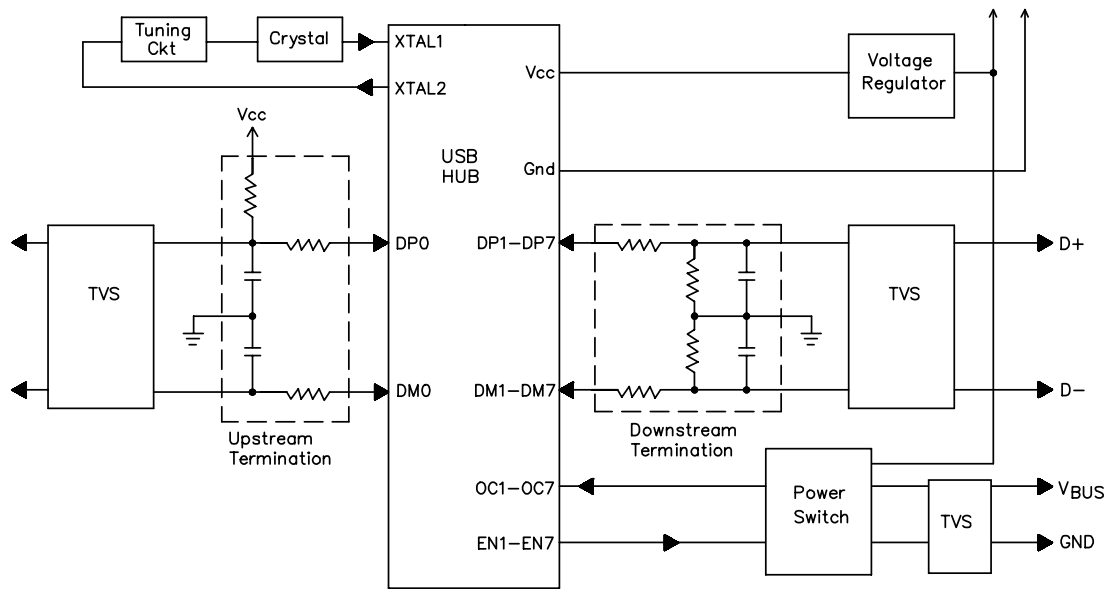 Tuning
Ckt
Crystal
XTAL1
XTAL2
Vcc
Voltage
Regulator
Vcc
USB
HUB
Gnd
TVS
DP0
DP1-DP7
TVS
D+
DM0
DM1-DM7
D-
Upstream
Termination
Downstream
Termination
OC1-OC7
Power
Switch
TVS
VBUS
EN1-EN7
GND